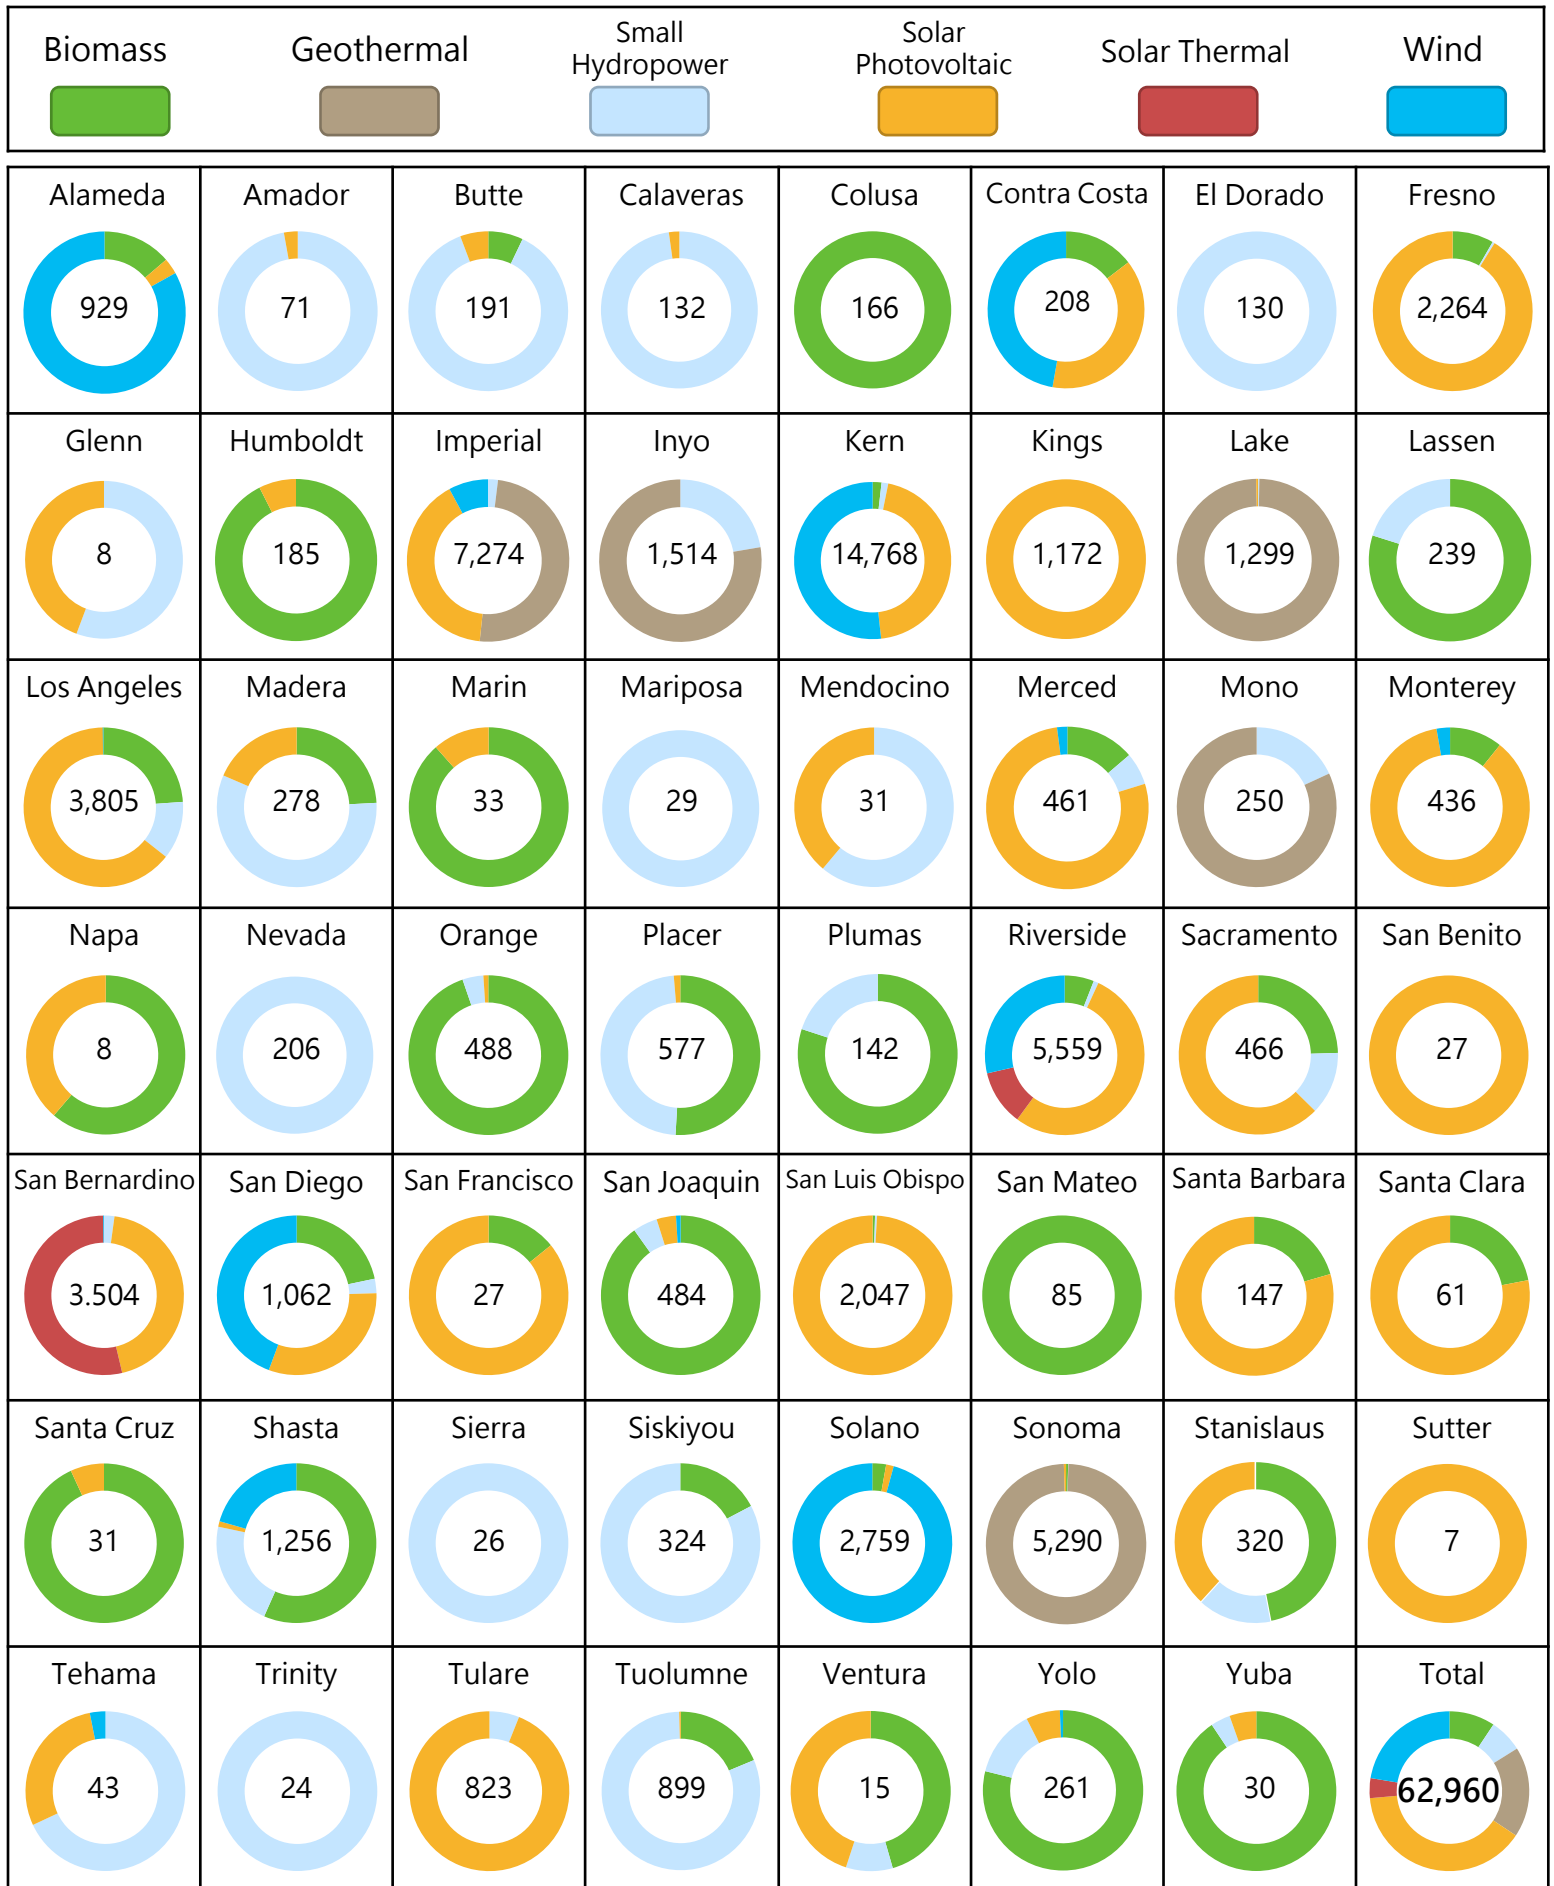 Biomass
Geothermal
Small
Hydropower
Solar
Photovoltaic
Solar Thermal
Wind
Alameda
Amador
Butte
Calaveras
Colusa
Contra Costa
El Dorado
Fresno
929
71
191
132
166
208
130
2,264
Glenn
Humboldt
Imperial
Inyo
Kern
Kings
Lake
Lassen
8
185
7,274
1,514
14,768
1,172
1,299
239
Los Angeles
Madera
Marin
Mariposa
Mendocino
Merced
Mono
Monterey
3,805
278
33
29
31
461
250
436
Napa
Nevada
Orange
Placer
Plumas
Riverside
Sacramento
San Benito
8
206
488
577
142
5,559
466
27
San Bernardino
San Diego
San Francisco
San Joaquin
San Luis Obispo
San Mateo
Santa Barbara
Santa Clara
3.504
1,062
27
484
2,047
85
147
61
Santa Cruz
Shasta
Sierra
Siskiyou
Solano
Sonoma
Stanislaus
Sutter
31
1,256
26
324
2,759
5,290
320
7
Tehama
Trinity
Tulare
Tuolumne
Ventura
Yolo
Yuba
Total
43
24
823
899
15
261
30
62,960